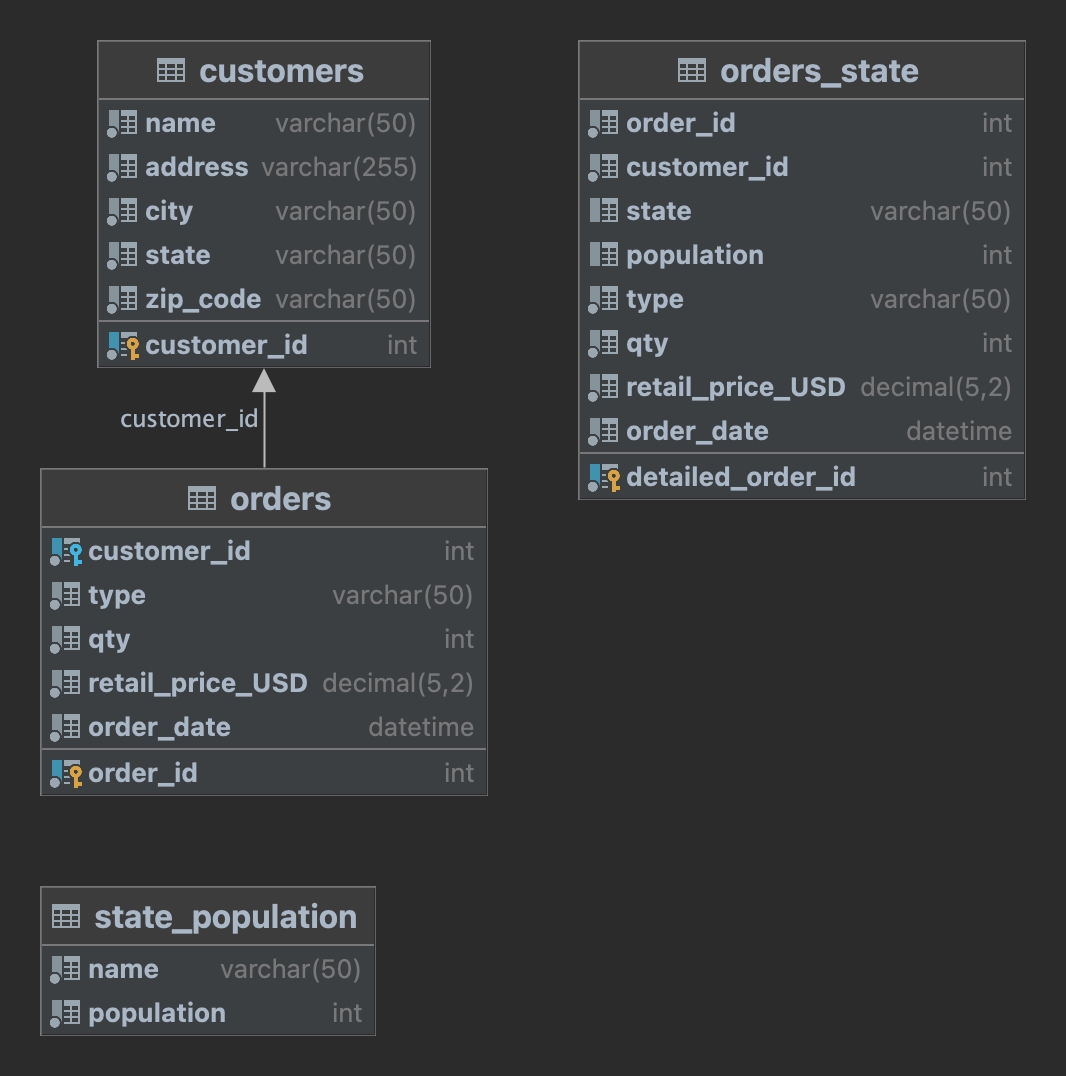 customers
name varchar(50)
address varchar(255)
city varchar(50)
state varchar(50)
zip_code varchar(50)
customer_id int
customer_id
orders
customer_id int
type varchar(50)
qty int
retail_price_USD decimal(5,2)
order_date datetime
order_id int
state_population
name varchar(50)
population int
orders_state
order_id int
customer_id int
state varchar(50)
population int
type varchar(50)
qty int
retail_price_USD decimal(5,2)
order_date datetime
detailed_order_id int